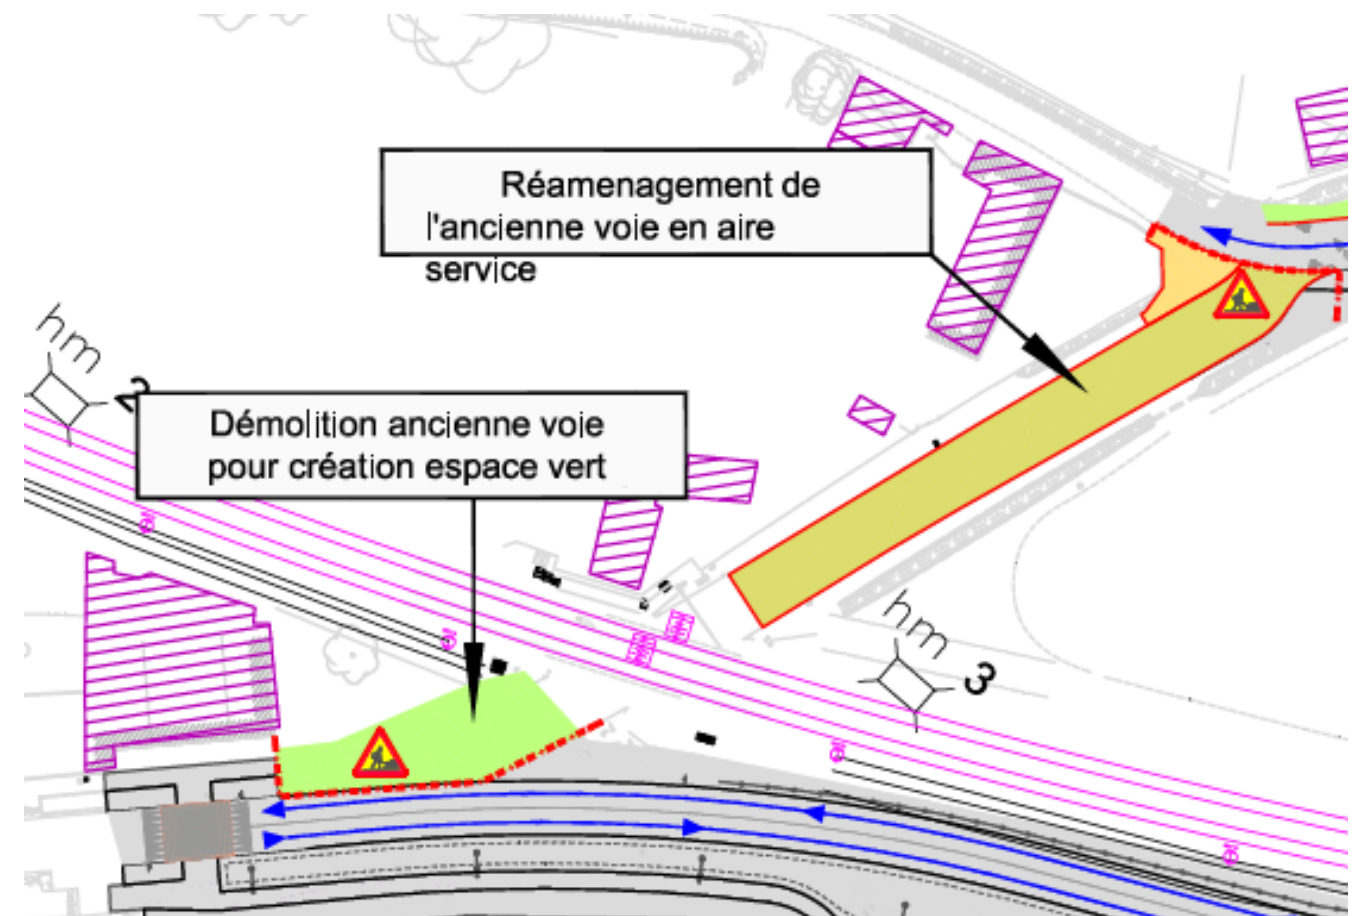 Réamenagement de
l'ancienne voie en aire
service
hm 2
Démolition ancienne voie
pour création espace vert
hm 3